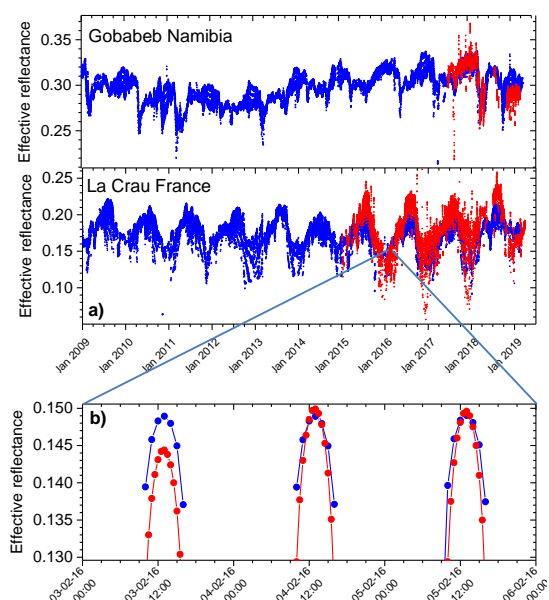 Gobabeb Namibia
Effective reflectance
0.35
0.30
0.25
La Crau France
Effective reflectance
0.25
0.20
0.15
0.10
a)
Jan 2009
Jan 2010
Jan 2011
Jan 2012
Jan 2013
Jan 2014
Jan 2015
Jan 2016
Jan 2017
Jan 2018
Jan 2019
b)
Effective reflectance
0.150
0.145
0.140
0.135
0.130
03-02-16
00:00
03-02-16
12:00
04-02-16
00:00
04-02-16
12:00
05-02-16
00:00
05-02-16
12:00
06-02-16
00:00